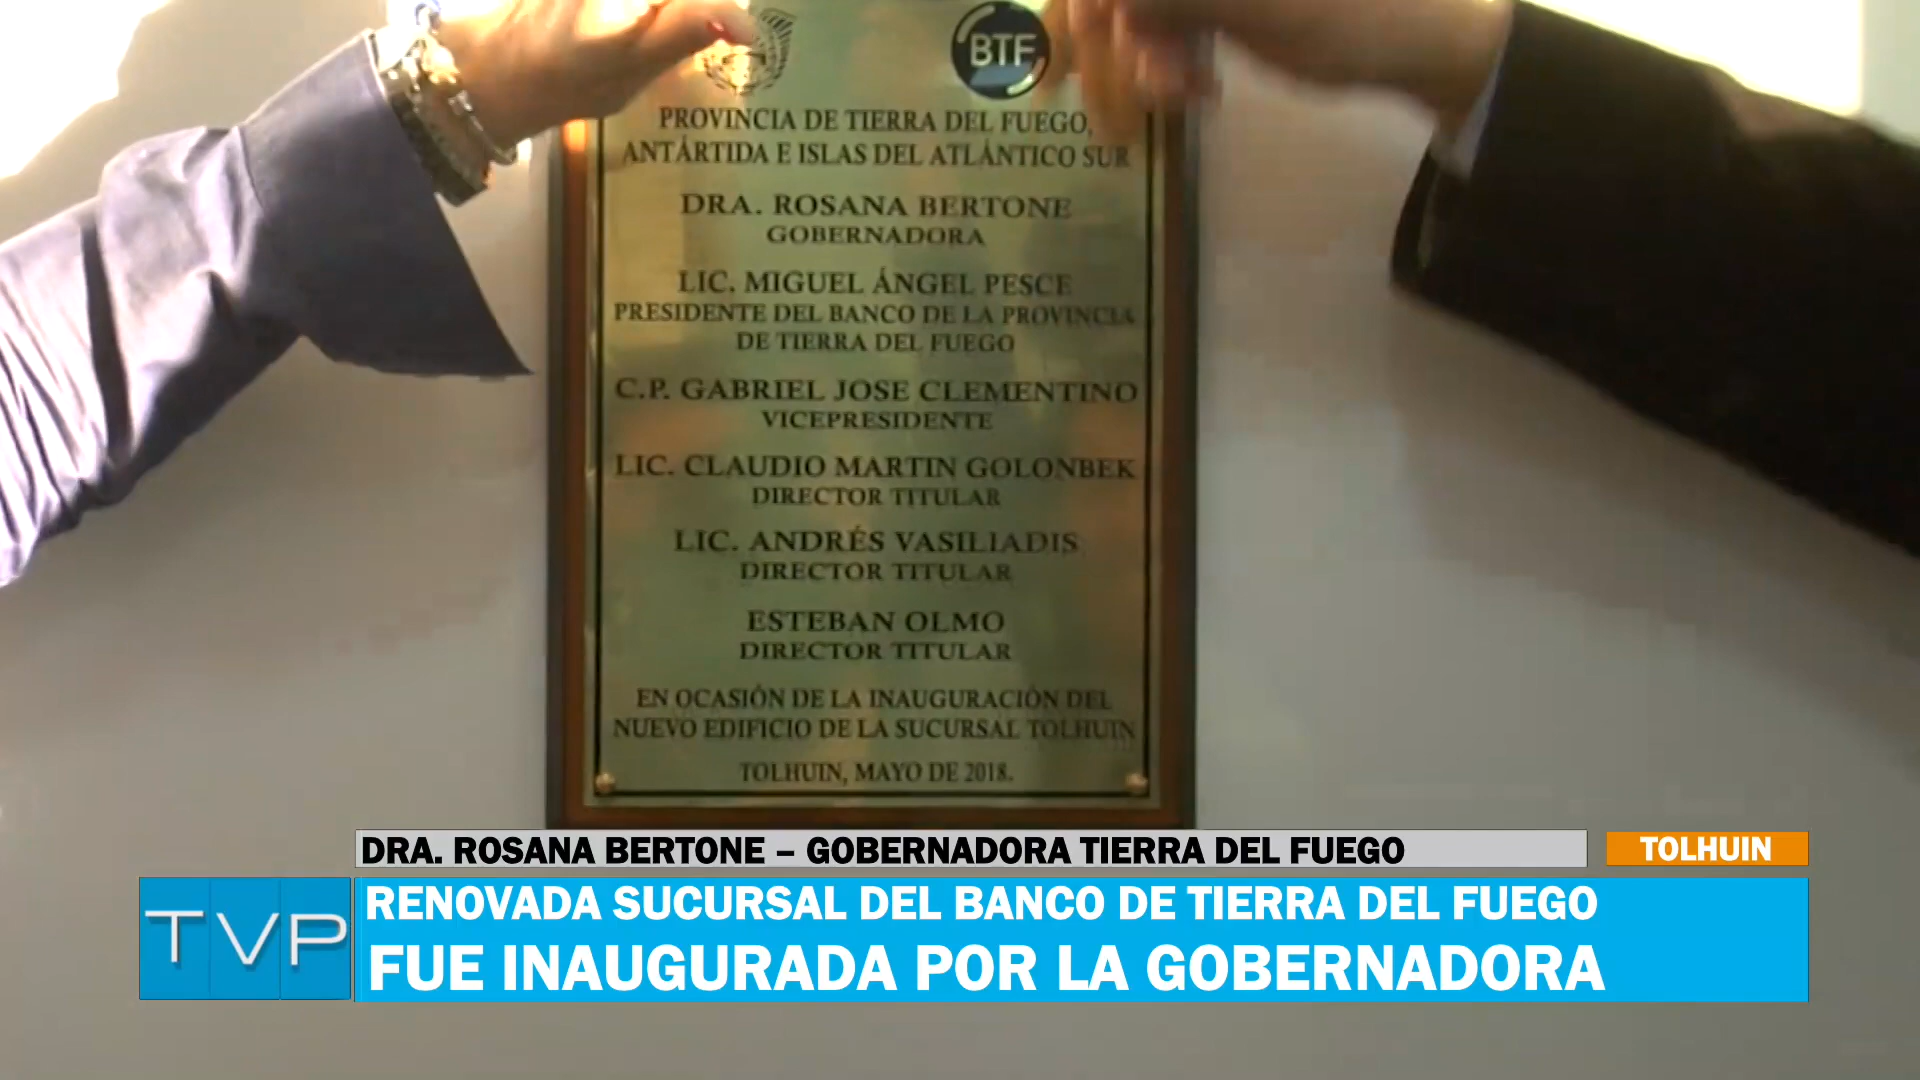 BTF
PROVINCIA DE TIERRA DEL FUEGO,
ANTÁRTIDA E ISLAS DEL ATLÁNTICO SUR
DRA. ROSANA BERTONE
GOBERNADORA
LIC. MIGUEL ÁNGEL PESCE
PRESIDENTE DEL BANCO DE LA PROVINCIA
DE TIERRA DEL FUEGO
C.P. GABRIEL JOSE CLEMENTINO
VICEPRESIDENTE
LIC. CLAUDIO MARTIN GOLONBEK
DIRECTOR TITULAR
LIC. ANDRÉS VASILIADIS
DIRECTOR TITULAR
ESTEBAN OLMO
DIRECTOR TITULAR
EN OCASIÓN DE LA INAUGURACIÓN DEL
NUEVO EDIFICIO DE LA SUCURSAL TOLHUIN
TOLHUIN, MAYO DE 2018.
DRA. ROSANA BERTONE – GOBERNADORA TIERRA DEL FUEGO
TOLHUIN
TVP
RENOVADA SUCURSAL DEL BANCO DE TIERRA DEL FUEGO
FUE INAUGURADA POR LA GOBERNADORA